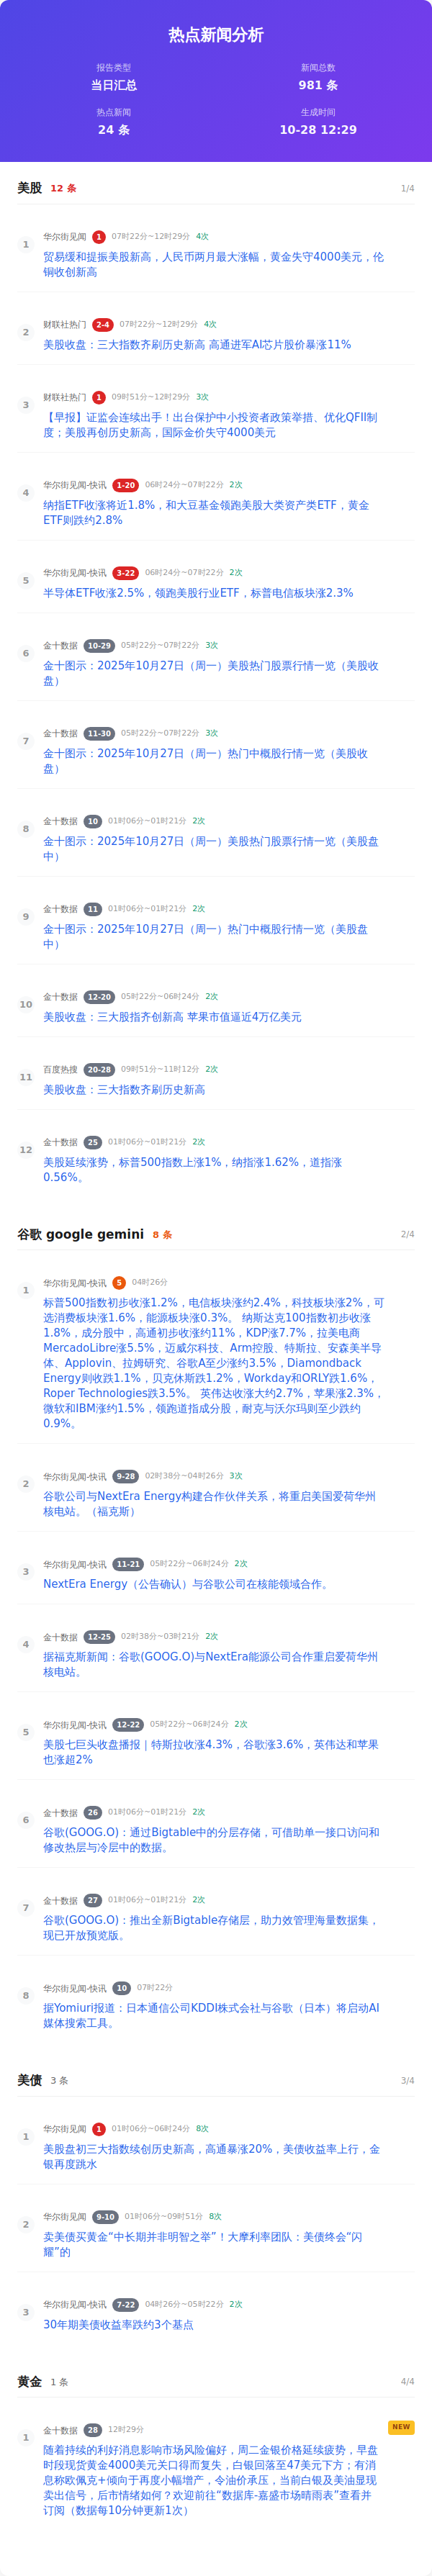 热点新闻分析
报告类型
当日汇总
新闻总数
981 条
热点新闻
24 条
生成时间
10-28 12:29
美股 12 条 1/4
1
华尔街见闻 1 07时22分~12时29分 4次
贸易缓和提振美股新高，人民币两月最大涨幅，黄金失守4000美元，伦
铜收创新高
2
财联社热门 2-4 07时22分~12时29分 4次
美股收盘：三大指数齐刷历史新高 高通进军AI芯片股价暴涨11%
3
财联社热门 1 09时51分~12时29分 3次
【早报】证监会连续出手！出台保护中小投资者政策举措、优化QFII制
度；美股再创历史新高，国际金价失守4000美元
4
华尔街见闻-快讯 1-20 06时24分~07时22分 2次
纳指ETF收涨将近1.8%，和大豆基金领跑美股大类资产类ETF，黄金
ETF则跌约2.8%
5
华尔街见闻-快讯 3-22 06时24分~07时22分 2次
半导体ETF收涨2.5%，领跑美股行业ETF，标普电信板块涨2.3%
6
金十数据 10-29 05时22分~07时22分 3次
金十图示：2025年10月27日（周一）美股热门股票行情一览（美股收
盘）
7
金十数据 11-30 05时22分~07时22分 3次
金十图示：2025年10月27日（周一）热门中概股行情一览（美股收
盘）
8
金十数据 10 01时06分~01时21分 2次
金十图示：2025年10月27日（周一）美股热门股票行情一览（美股盘
中）
9
金十数据 11 01时06分~01时21分 2次
金十图示：2025年10月27日（周一）热门中概股行情一览（美股盘
中）
10
金十数据 12-20 05时22分~06时24分 2次
美股收盘：三大股指齐创新高 苹果市值逼近4万亿美元
11
百度热搜 20-28 09时51分~11时12分 2次
美股收盘：三大指数齐刷历史新高
12
金十数据 25 01时06分~01时21分 2次
美股延续涨势，标普500指数上涨1%，纳指涨1.62%，道指涨
0.56%。
谷歌 google gemini 8 条 2/4
1
华尔街见闻-快讯 5 04时26分
标普500指数初步收涨1.2%，电信板块涨约2.4%，科技板块涨2%，可
选消费板块涨1.6%，能源板块涨0.3%。 纳斯达克100指数初步收涨
1.8%，成分股中，高通初步收涨约11%，KDP涨7.7%，拉美电商
MercadoLibre涨5.5%，迈威尔科技、Arm控股、特斯拉、安森美半导
体、Applovin、拉姆研究、谷歌A至少涨约3.5%，Diamondback
Energy则收跌1.1%，贝克休斯跌1.2%，Workday和ORLY跌1.6%，
Roper Technologies跌3.5%。 英伟达收涨大约2.7%，苹果涨2.3%，
微软和IBM涨约1.5%，领跑道指成分股，耐克与沃尔玛则至少跌约
0.9%。
2
华尔街见闻-快讯 9-28 02时38分~04时26分 3次
谷歌公司与NextEra Energy构建合作伙伴关系，将重启美国爱荷华州
核电站。（福克斯）
3
华尔街见闻-快讯 11-21 05时22分~06时24分 2次
NextEra Energy（公告确认）与谷歌公司在核能领域合作。
4
金十数据 12-25 02时38分~03时21分 2次
据福克斯新闻：谷歌(GOOG.O)与NextEra能源公司合作重启爱荷华州
核电站。
5
华尔街见闻-快讯 12-22 05时22分~06时24分 2次
美股七巨头收盘播报｜特斯拉收涨4.3%，谷歌涨3.6%，英伟达和苹果
也涨超2%
6
金十数据 26 01时06分~01时21分 2次
谷歌(GOOG.O)：通过Bigtable中的分层存储，可借助单一接口访问和
修改热层与冷层中的数据。
7
金十数据 27 01时06分~01时21分 2次
谷歌(GOOG.O)：推出全新Bigtable存储层，助力高效管理海量数据集，
现已开放预览版。
8
华尔街见闻-快讯 10 07时22分
据Yomiuri报道：日本通信公司KDDI株式会社与谷歌（日本）将启动AI
媒体搜索工具。
美债 3 条 3/4
1
华尔街见闻 1 01时06分~06时24分 8次
美股盘初三大指数续创历史新高，高通暴涨20%，美债收益率上行，金
银再度跳水
2
华尔街见闻 9-10 01时06分~09时51分 8次
卖美债买黄金“中长期并非明智之举”！大摩利率团队：美债终会“闪
耀”的
3
华尔街见闻-快讯 7-22 04时26分~05时22分 2次
30年期美债收益率跌约3个基点
黄金 1 条 4/4
1
金十数据 28 12时29分 NEW
随着持续的利好消息影响市场风险偏好，周二金银价格延续疲势，早盘
时段现货黄金4000美元关口得而复失，白银回落至47美元下方；有消
息称欧佩克+倾向于再度小幅增产，令油价承压，当前白银及美油显现
卖出信号，后市情绪如何？欢迎前往“数据库-嘉盛市场晴雨表”查看并
订阅（数据每10分钟更新1次）